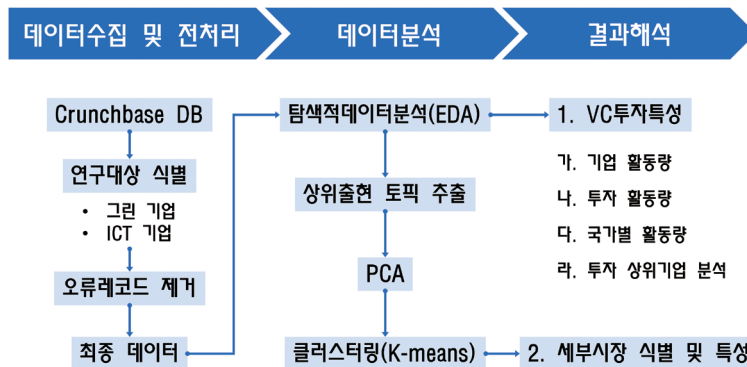 데이터수집 및 전처리
데이터분석
결과해석
Crunchbase DB
연구대상 식별
• 그린 기업
• ICT 기업
오류레코드 제거
최종 데이터
탐색적데이터분석(EDA)
상위출현 토픽 추출
PCA
클러스터링(K-means)
1. VC투자특성
가. 기업 활동량
나. 투자 활동량
다. 국가별 활동량
라. 투자 상위기업 분석
2. 세부시장 식별 및 특성